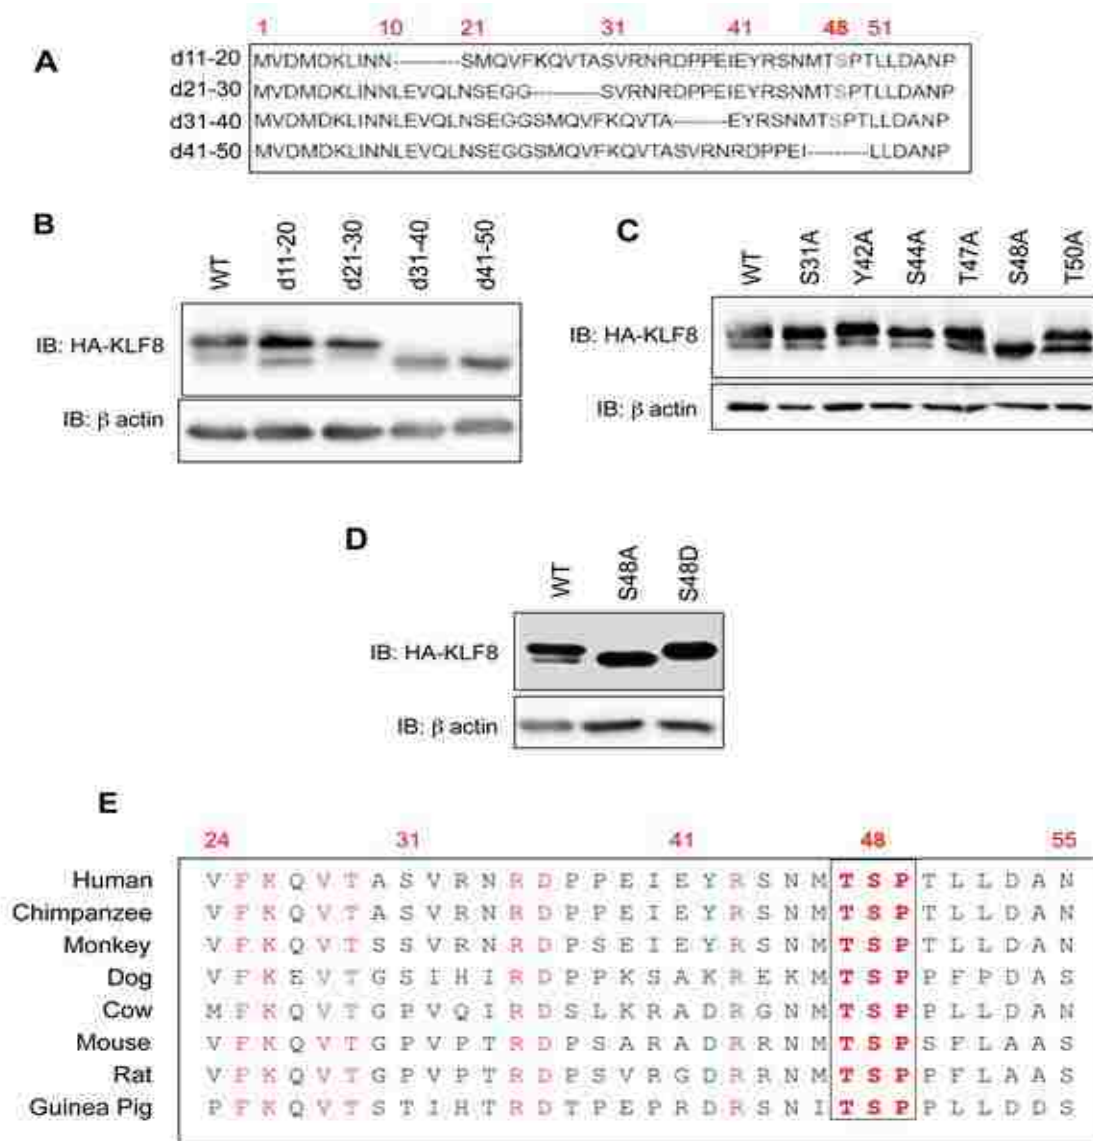 1 10 21 31 41 48 51
A
d11-20 MVDMDKLINN----------SMQVFKQVTASVRNRDPPEIEYRSNMTSPTLLDANP
d21-30 MVDMDKLINNLEVQLNSEGG----------SVRNRDPPEIEYRSNMTSPTLLDANP
d31-40 MVDMDKLINNLEVQLNSEGGSMQVFKQVTA----------EYRSNMTSPTLLDANP
d41-50 MVDMDKLINNLEVQLNSEGGSMQVFKQVTASVRNRDPPEI----------LLDANP
B
WT d11-20 d21-30 d31-40 d41-50
IB: HA-KLF8
IB: β actin
C
WT S31A Y42A S44A T47A S48A T50A
IB: HA-KLF8
IB: β actin
D
WT S48A S48D
IB: HA-KLF8
IB: β actin
E
24 31 41 48 55
Human V F K Q V T A S V R N R D P P E I E Y R S N M T S P T L L D A N
Chimpanzee V F K Q V T A S V R N R D P P E I E Y R S N M T S P T L L D A N
Monkey V F K Q V T S S V R N R D P S E I E Y R S N M T S P T L L D A N
Dog V F K E V T G S I H I R D P P K S A K R E K M T S P P F P D A S
Cow M F K Q V T G P V Q I R D S L K R A D R G N M T S P P L L D A N
Mouse V F K Q V T G P V P T R D P S A R A D R R N M T S P S F L A A S
Rat V F K Q V T G P V P T R D P S V R G D R R N M T S P P F L A A S
Guinea Pig P F K Q V T S T I H T R D T P E P R D R S N I T S P P L L D D S